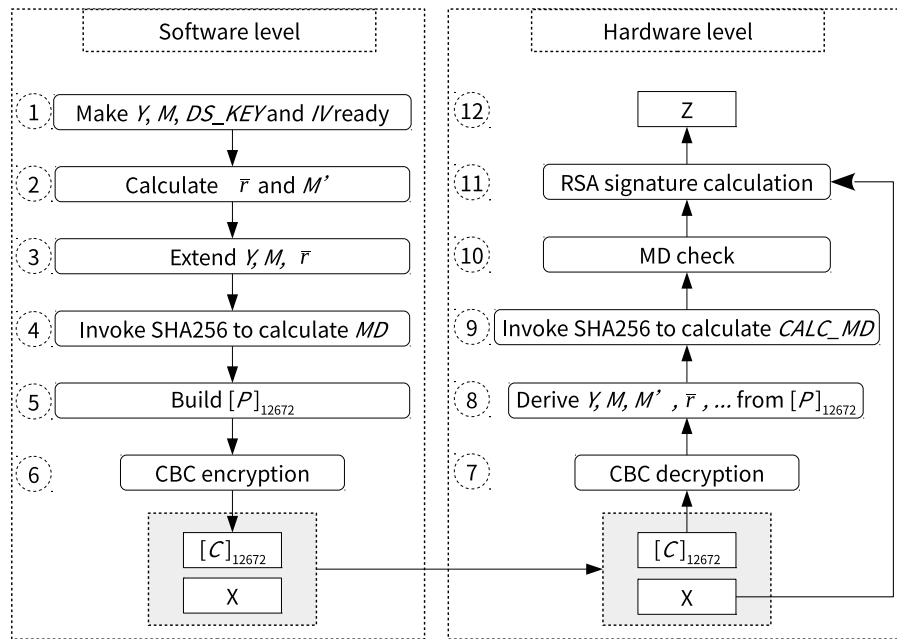 Software level
1
Make Y, M, DS_KEY and IV ready
2
Calculate r̅ and M’
3
Extend Y, M, r̅
4
Invoke SHA256 to calculate MD
5
Build [P]12672
6
CBC encryption
[C]12672
X
Hardware level
12
Z
11
RSA signature calculation
10
MD check
9
Invoke SHA256 to calculate CALC_MD
8
Derive Y, M, M’ , r̅ , ... from [P]12672
7
CBC decryption
[C]12672
X